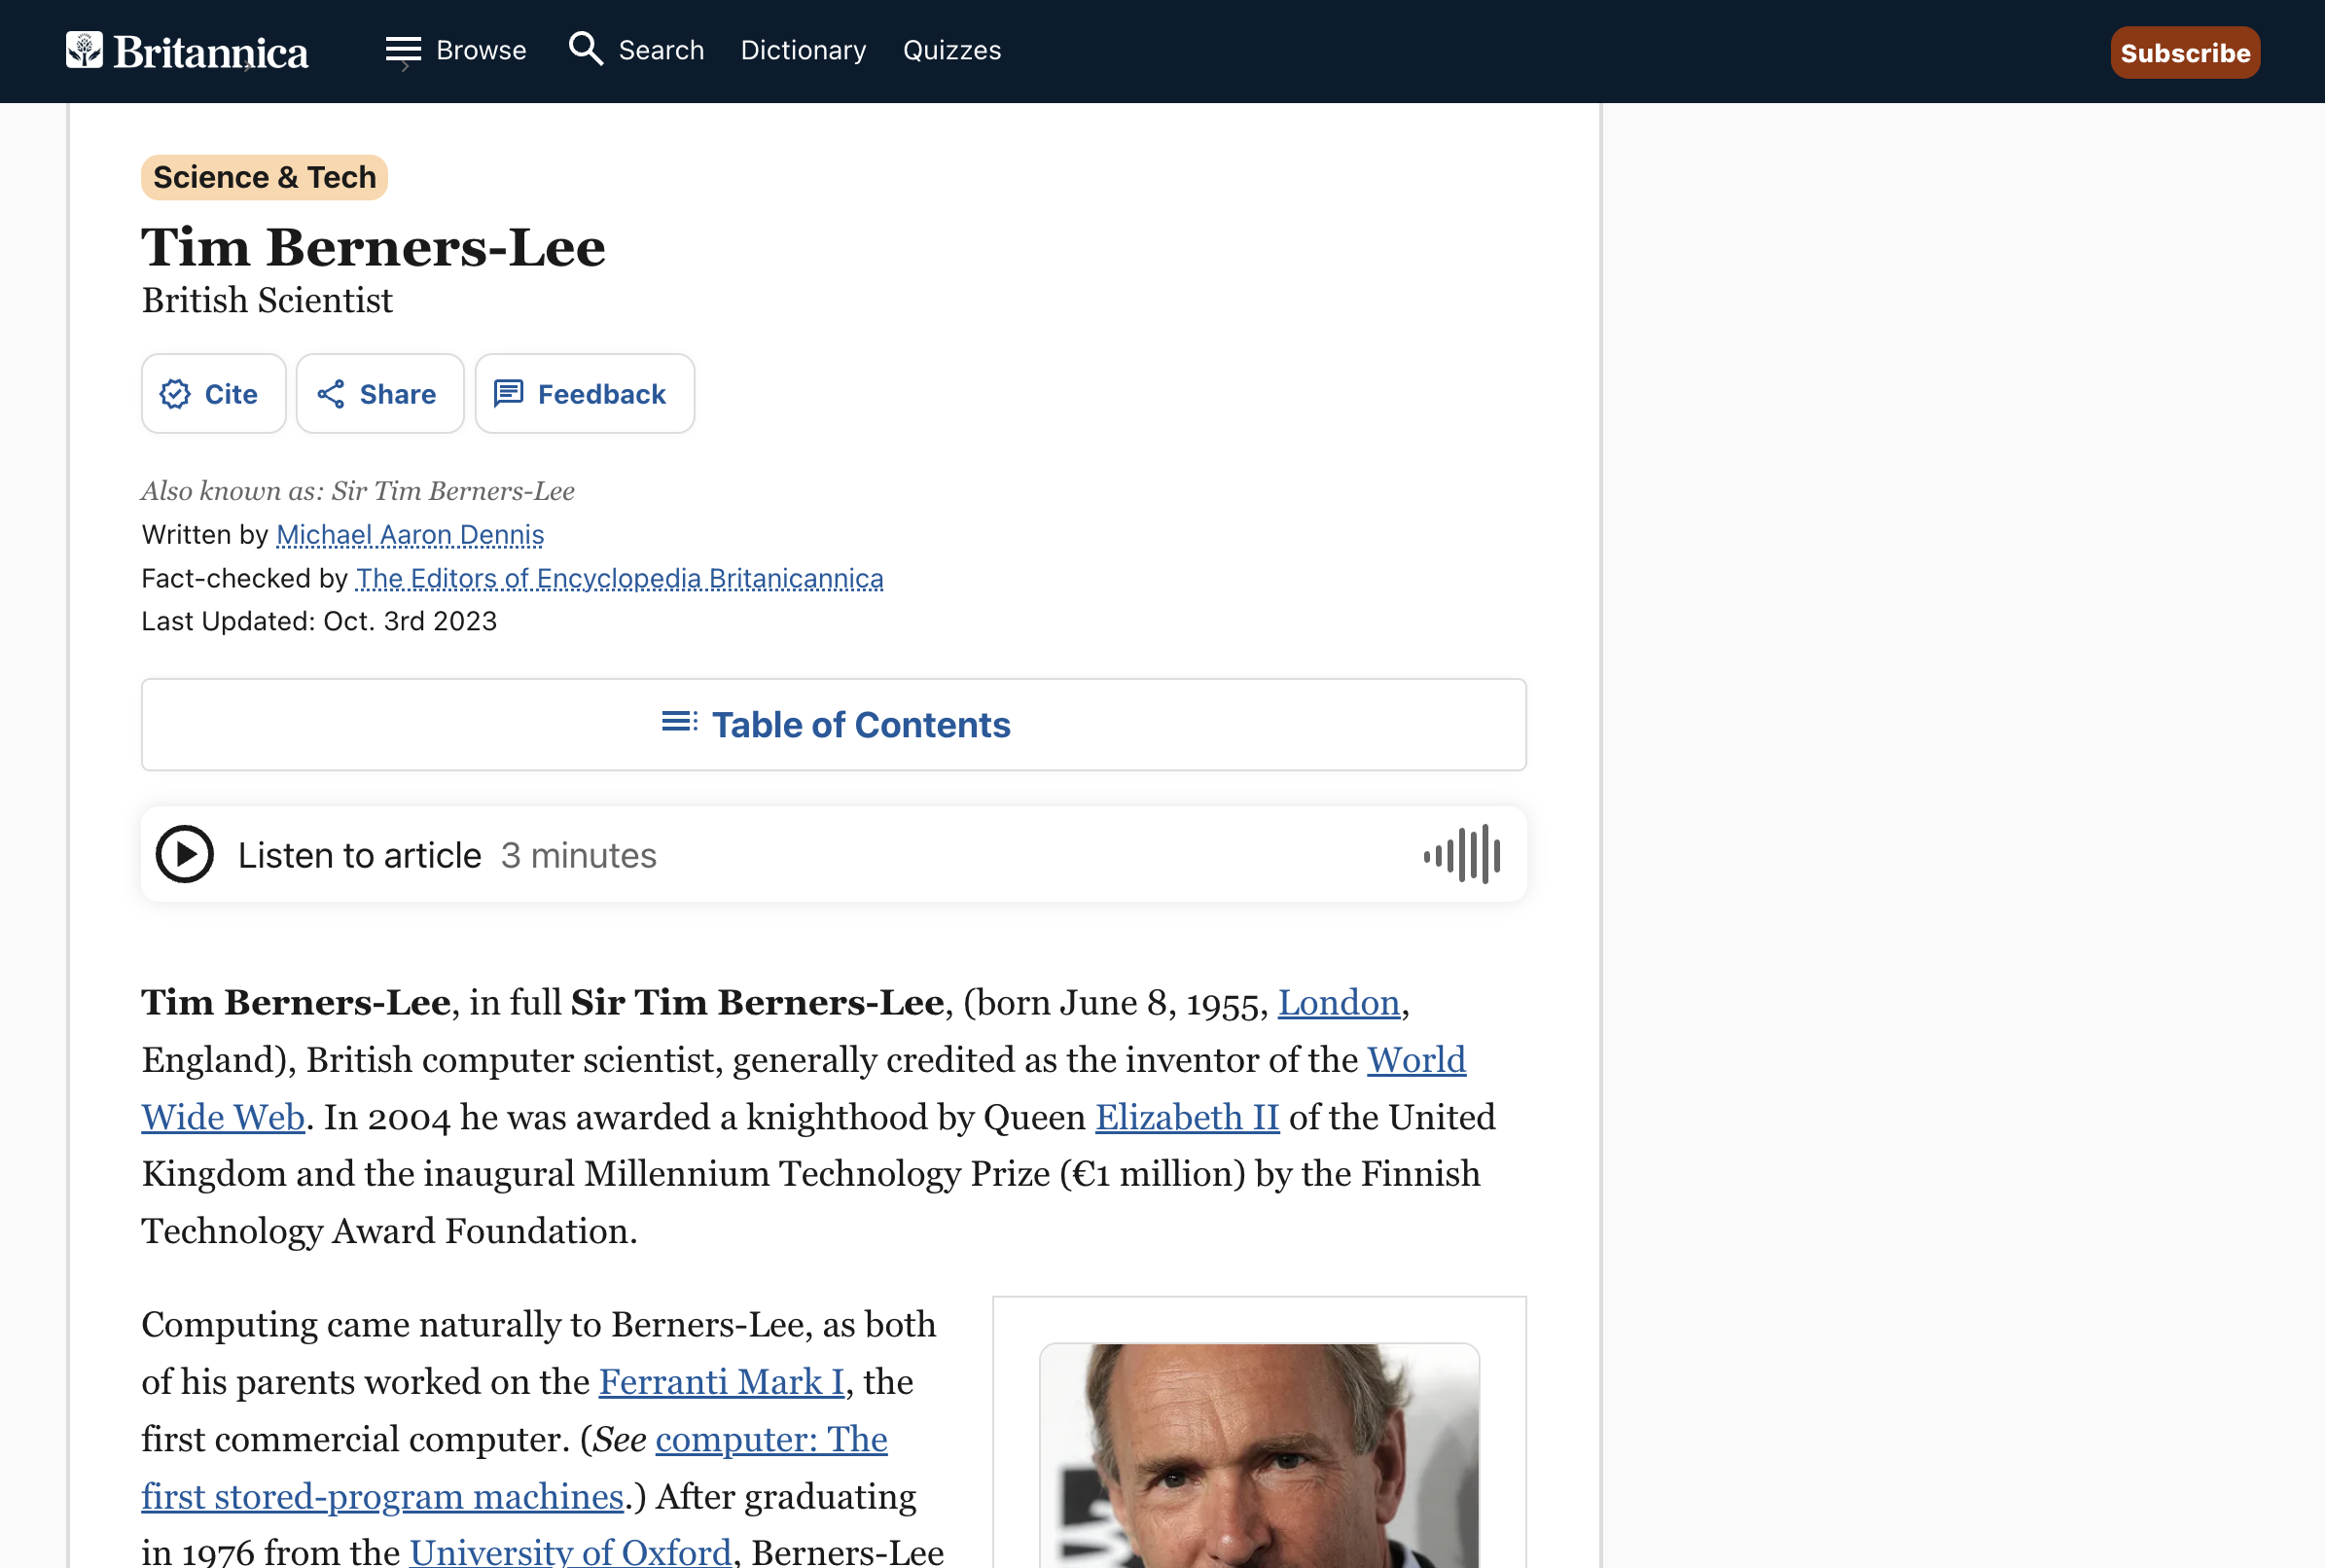 Britannica Browse Search Dictionary Quizzes Subscribe
Science & Tech
Tim Berners-Lee
British Scientist
Cite Share Feedback
Also known as: Sir Tim Berners-Lee
Written by Michael Aaron Dennis
Fact-checked by The Editors of Encyclopedia Britanicannica
Last Updated: Oct. 3rd 2023
Table of Contents
Listen to article 3 minutes
Tim Berners-Lee, in full Sir Tim Berners-Lee, (born June 8, 1955, London,
England), British computer scientist, generally credited as the inventor of the World
Wide Web. In 2004 he was awarded a knighthood by Queen Elizabeth II of the United
Kingdom and the inaugural Millennium Technology Prize (€1 million) by the Finnish
Technology Award Foundation.
Computing came naturally to Berners-Lee, as both
of his parents worked on the Ferranti Mark I, the
first commercial computer. (See computer: The
first stored-program machines.) After graduating
in 1976 from the University of Oxford, Berners-Lee